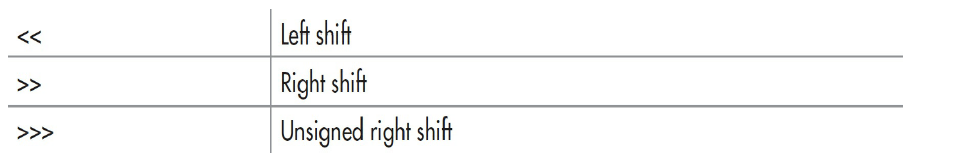 << Left shift
>> Right shift
>>> Unsigned right shift